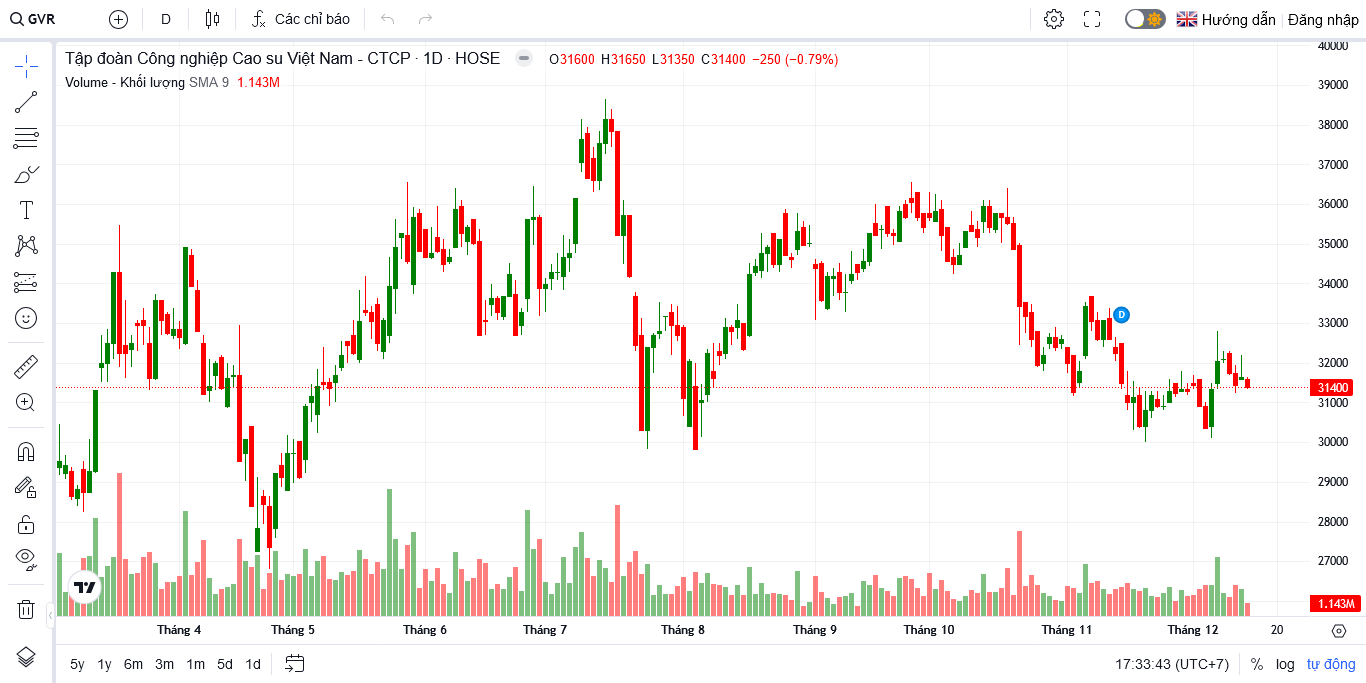 GVR D Các chỉ báo Hướng dẫn Đăng nhập
Tập đoàn Công nghiệp Cao su Việt Nam - CTCP · 1D · HOSE O31600 H31650 L31350 C31400 −250 (−0.79%)
Volume - Khối lượng SMA 9 1.143M
40000
39000
38000
37000
36000
35000
34000
33000
D
32000
31400
31000
30000
29000
28000
27000
1.143M
Tháng 4 Tháng 5 Tháng 6 Tháng 7 Tháng 8 Tháng 9 Tháng 10 Tháng 11 Tháng 12 20
5y 1y 6m 3m 1m 5d 1d 17:33:43 (UTC+7) % log tự động